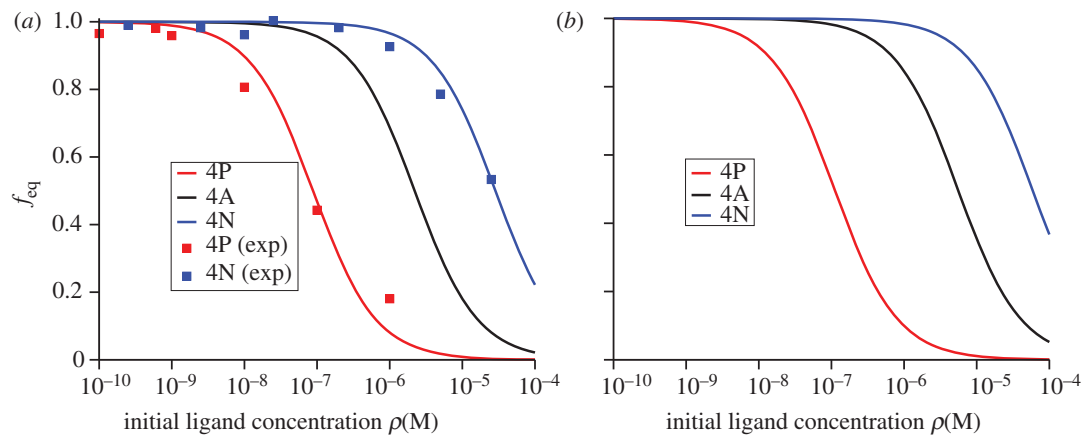 (a)
1.0
0.8
0.6
0.4
0.2
0
f_eq
4P
4A
4N
4P (exp)
4N (exp)
10⁻¹⁰ 10⁻⁹ 10⁻⁸ 10⁻⁷ 10⁻⁶ 10⁻⁵ 10⁻⁴
initial ligand concentration ρ(M)
(b)
4P
4A
4N
10⁻¹⁰ 10⁻⁹ 10⁻⁸ 10⁻⁷ 10⁻⁶ 10⁻⁵ 10⁻⁴
initial ligand concentration ρ(M)